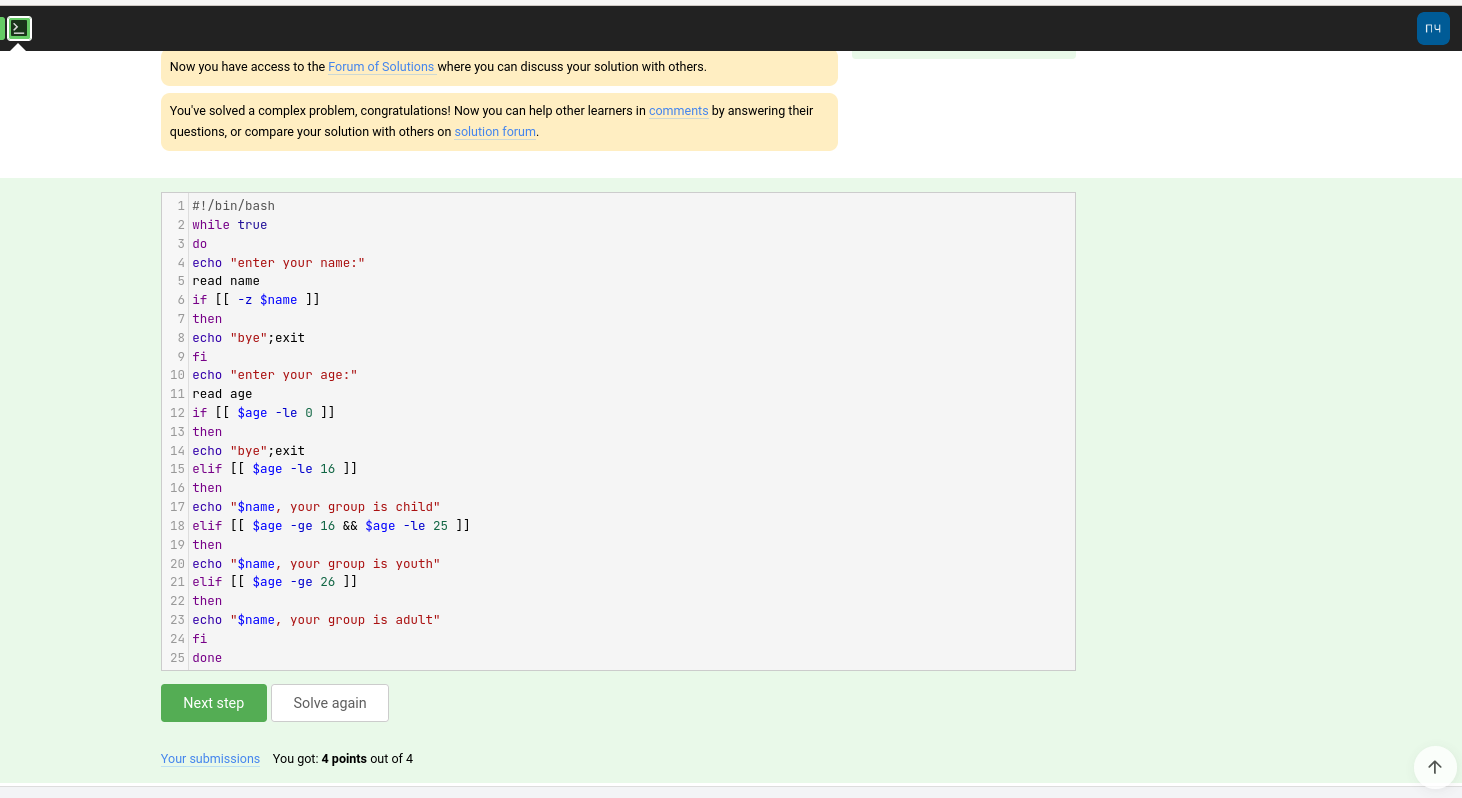 ПЧ
Now you have access to the Forum of Solutions where you can discuss your solution with others.
You've solved a complex problem, congratulations! Now you can help other learners in comments by answering their
questions, or compare your solution with others on solution forum.
1 #!/bin/bash
2 while true
3 do
4 echo "enter your name:"
5 read name
6 if [[ -z $name ]]
7 then
8 echo "bye";exit
9 fi
10 echo "enter your age:"
11 read age
12 if [[ $age -le 0 ]]
13 then
14 echo "bye";exit
15 elif [[ $age -le 16 ]]
16 then
17 echo "$name, your group is child"
18 elif [[ $age -ge 16 && $age -le 25 ]]
19 then
20 echo "$name, your group is youth"
21 elif [[ $age -ge 26 ]]
22 then
23 echo "$name, your group is adult"
24 fi
25 done
Next step Solve again
Your submissions You got: 4 points out of 4